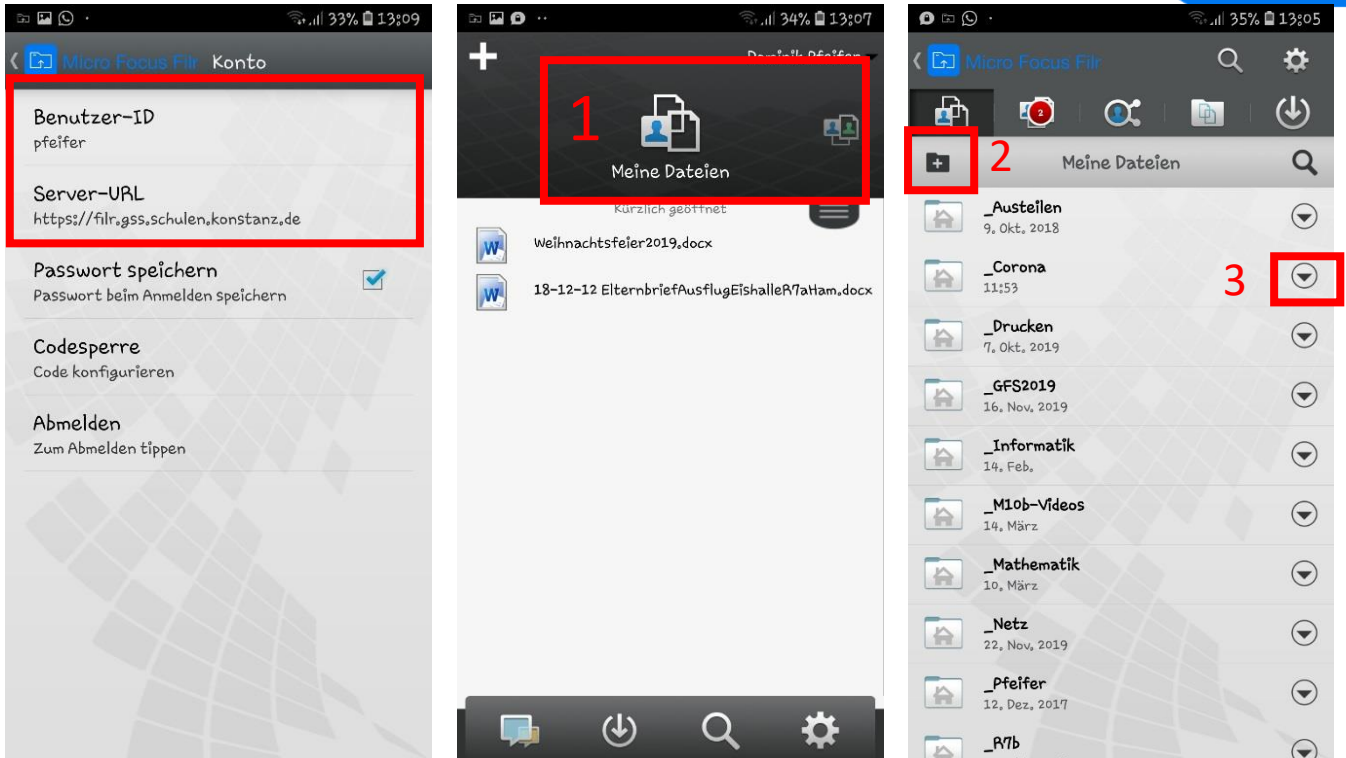 33% 13:09
Micro Focus Filr Konto
Benutzer-ID
pfeifer
Server-URL
https://filr.gss.schulen.konstanz.de
Passwort speichern
Passwort beim Anmelden speichern
Codesperre
Code konfigurieren
Abmelden
Zum Abmelden tippen
34% 13:07
Dominik Pfeifer
1
Meine Dateien
Kürzlich geöffnet
Weihnachtsfeier2019.docx
18-12-12 ElternbriefAusflugEishalleR7aHam.docx
35% 13:05
Micro Focus Filr
2
2
Meine Dateien
_Austeilen
9. Okt. 2018
_Corona
11:53
3
_Drucken
7. Okt. 2019
_GFS2019
16. Nov. 2019
_Informatik
14. Feb.
_M10b-Videos
14. März
_Mathematik
10. März
_Netz
22. Nov. 2019
_Pfeifer
12. Dez. 2017
_R7b